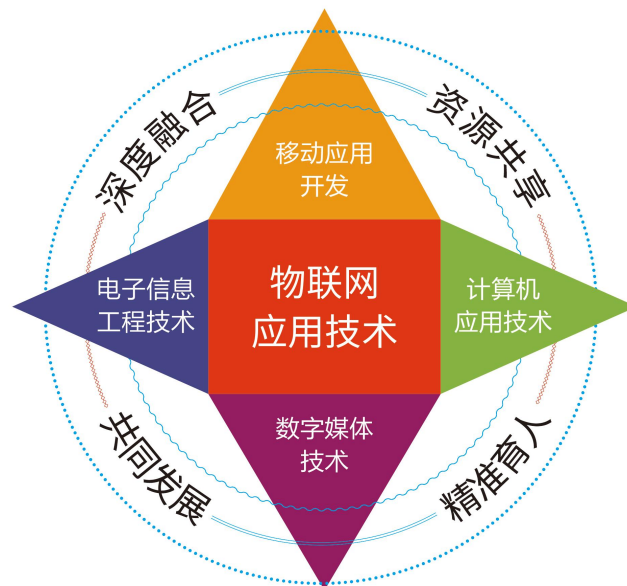 深度融合
资源共享
移动应用
开发
电子信息
工程技术
物联网
应用技术
计算机
应用技术
数字媒体
技术
共同发展
精准育人